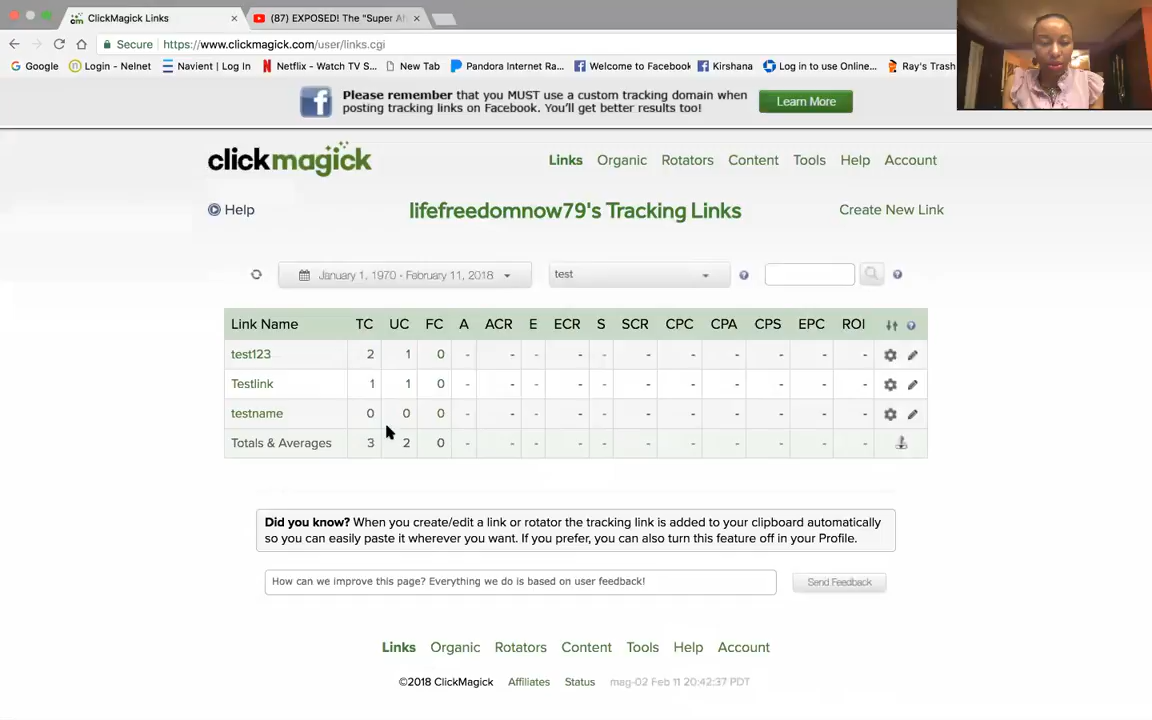 ClickMagick Links
(87) EXPOSED! The "Super Af
Secure https://www.clickmagick.com/user/links.cgi
Google Login - Nelnet Navient | Log In Netflix - Watch TV S... New Tab Pandora Internet Ra... Welcome to Facebook Kirshana Log in to use Online... Ray's Trash
Please remember that you MUST use a custom tracking domain when
posting tracking links on Facebook. You'll get better results too!
Learn More
clickmagick
Links Organic Rotators Content Tools Help Account
Help
lifefreedomnow79's Tracking Links
Create New Link
January 1, 1970 - February 11, 2018
test
Link Name TC UC FC A ACR E ECR S SCR CPC CPA CPS EPC ROI
test123 2 1 0 - - - - - - - - - - -
Testlink 1 1 0 - - - - - - - - - - -
testname 0 0 0 - - - - - - - - - - -
Totals & Averages 3 2 0 - - - - - - - - - - -
Did you know? When you create/edit a link or rotator the tracking link is added to your clipboard automatically
so you can easily paste it wherever you want. If you prefer, you can also turn this feature off in your Profile.
How can we improve this page? Everything we do is based on user feedback!
Send Feedback
Links Organic Rotators Content Tools Help Account
©2018 ClickMagick Affiliates Status mag-02 Feb 11 20:42:37 PDT